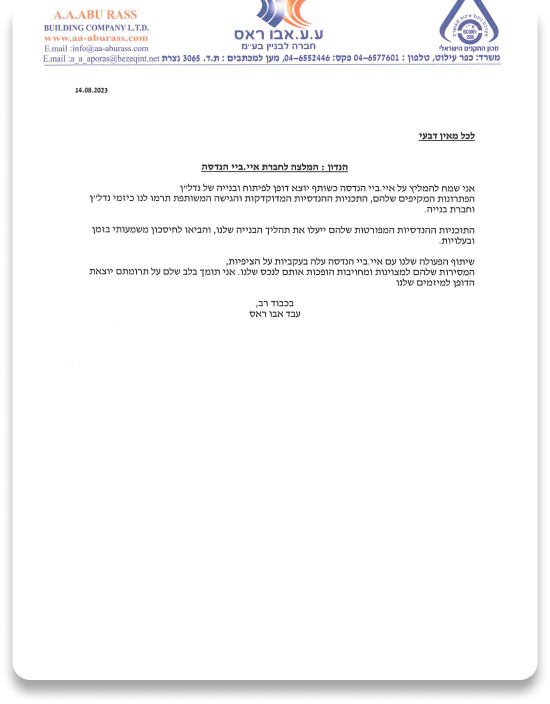 A.A.ABU RASS
BUILDING COMPANY L.T.D.
www.aa-aburass.com
E.mail :info@aa-aburass.com
E.mail :a_a_aporas@bezeqint.net
ע.ע.אבו ראס
חברה לבניין בע״מ
ISO9001
מכון התקנים הישראלי
משרד: כפר עילוט, טלפון : 04-6577601 פקס: 04-6552446, מען למכתבים : ת.ד. 3065 נצרת
14.08.2023
לכל מאין דבעי
הנדון : המלצה לחברת איי.ביי הנדסה
אני שמח להמליץ על איי.ביי הנדסה כשותף יוצא דופן לפיתוח ובנייה של נדל״ן
הפתרונות המקיפים שלהם, התכניות ההנדסיות המדוקדקות והגישה המשותפת תרמו לנו כיזמי נדל״ן
וחברת בנייה.
התוכניות ההנדסיות המפורטות שלהם ייעלו את תהליך הבנייה שלנו, והביאו לחיסכון משמעותי בזמן
ובעלויות.
שיתוף הפעולה שלנו עם איי.ביי הנדסה עלה בעקביות על הציפיות,
המסירות שלהם למצוינות ומחויבות הופכות אותם לנכס שלנו. אני תומך בלב שלם על תרומתם יוצאת
הדופן למיזמים שלנו
בכבוד רב,
עבד אבו ראס